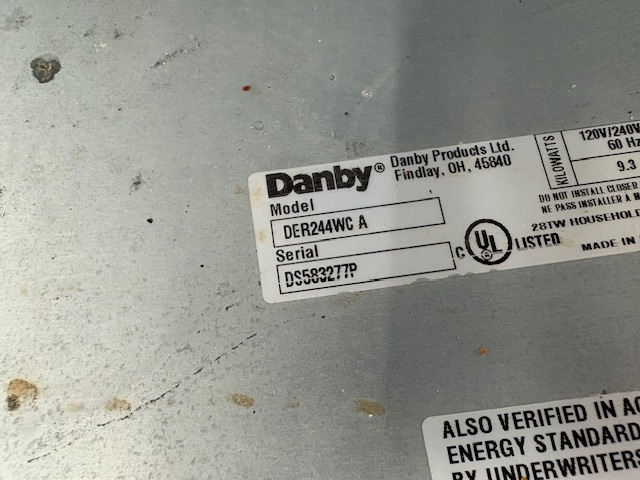 Danby® Danby Products Ltd.
Findlay, OH, 45840
Model
DER244WC A
Serial
DS583277P
C UL ® LISTED
KILOWATTS
120V/240V
60 Hz
9.3
DO NOT INSTALL CLOSER
NE PASS INSTALLER A
28TW HOUSEHOL
MADE IN
ALSO VERIFIED IN AC
ENERGY STANDARD
BY UNDERWRITERS